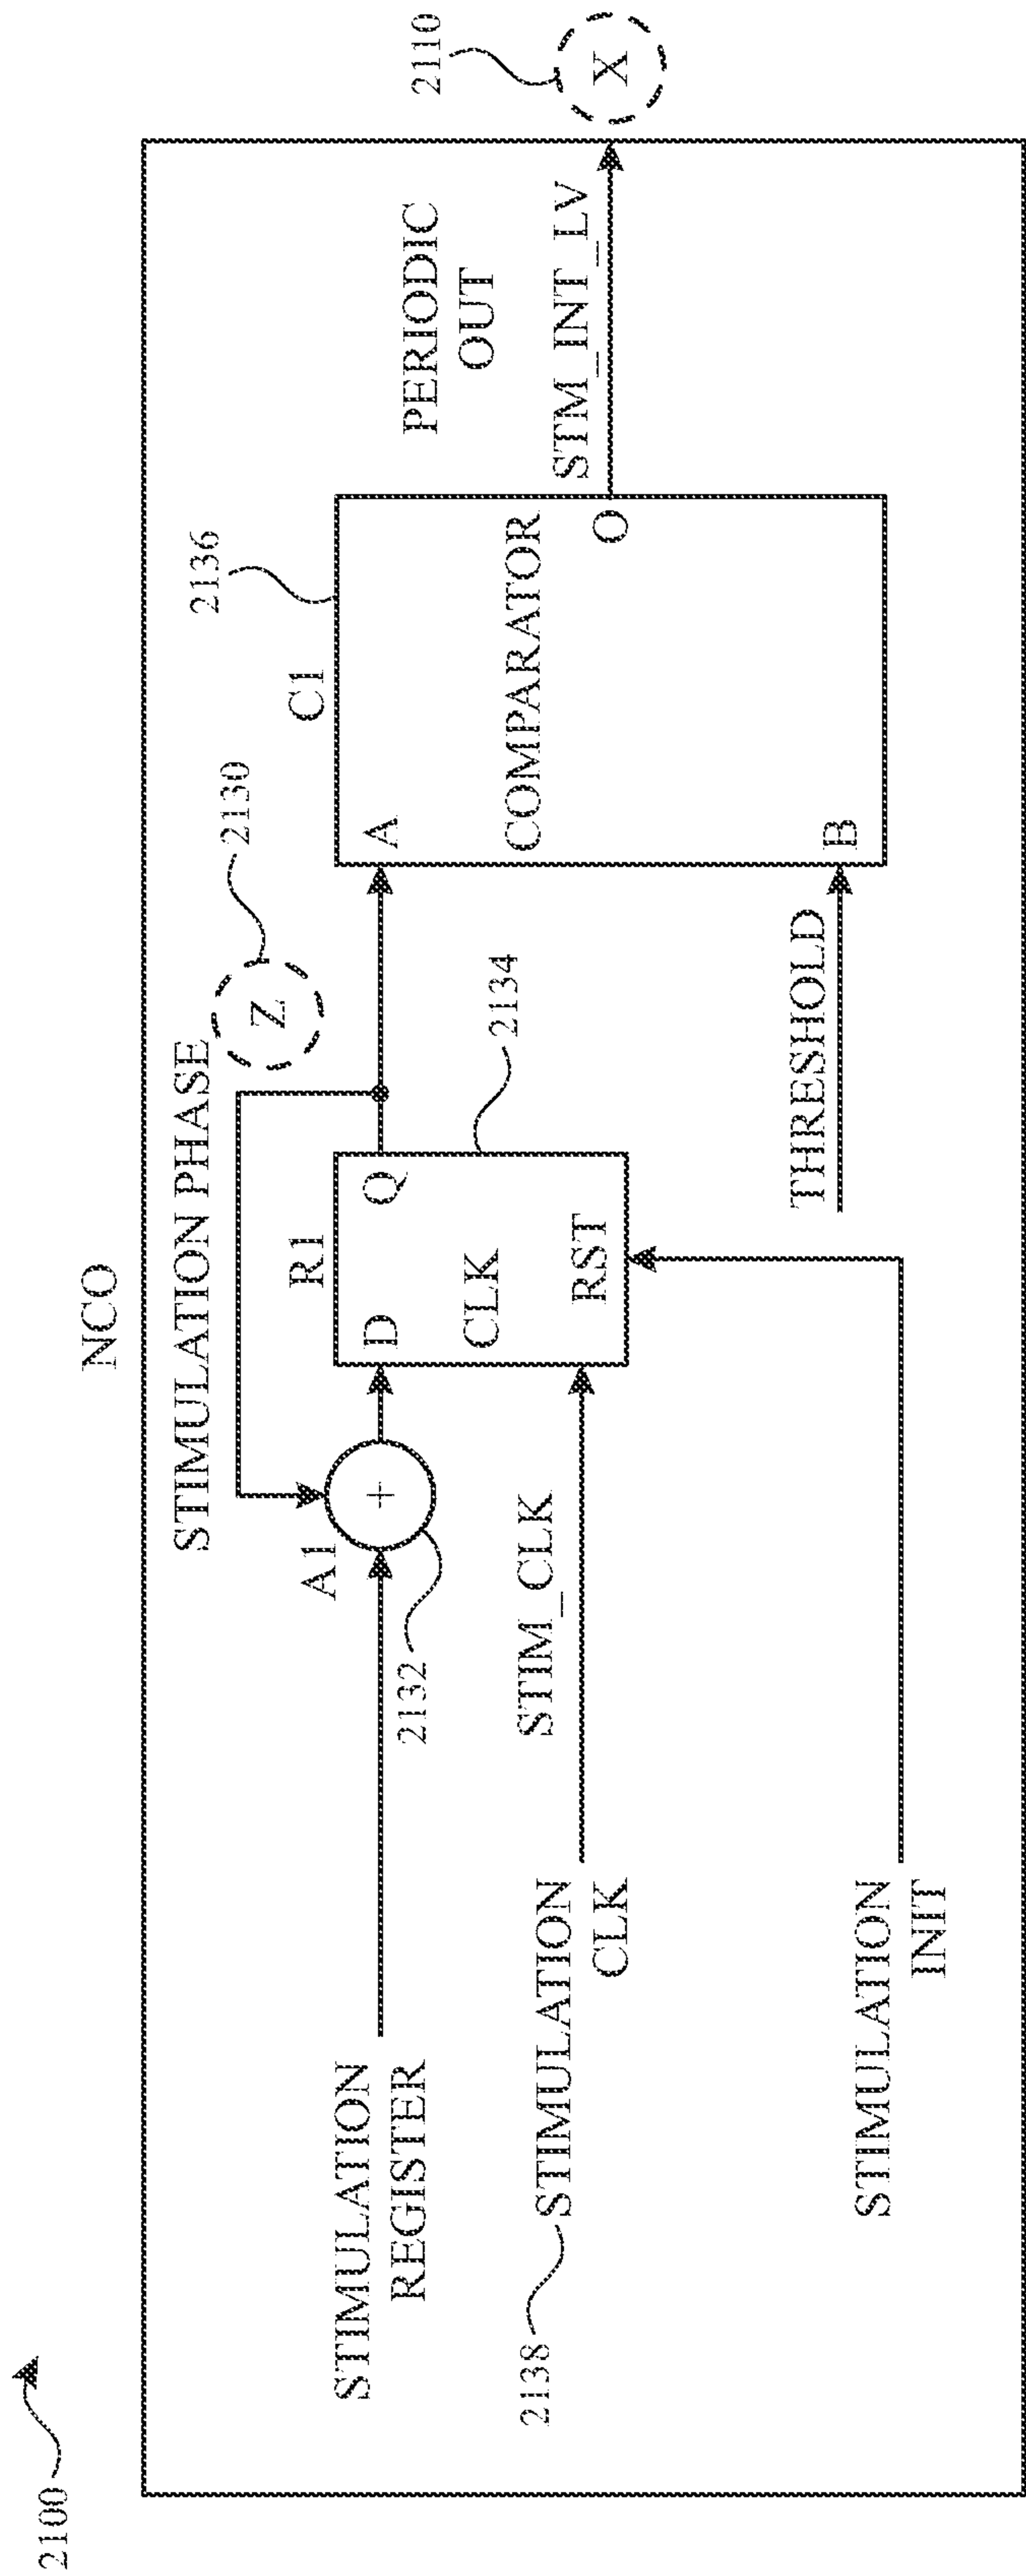 2100
NCO
STIMULATION PHASE
Z
2130
A1
+
2132
R1
D
Q
CLK
RST
2134
C1
2136
A
COMPARATOR
O
B
PERIODIC
OUT
STM_INT_LV
2110
X
STIMULATION
REGISTER
STIM_CLK
2138
STIMULATION
CLK
THRESHOLD
STIMULATION
INIT